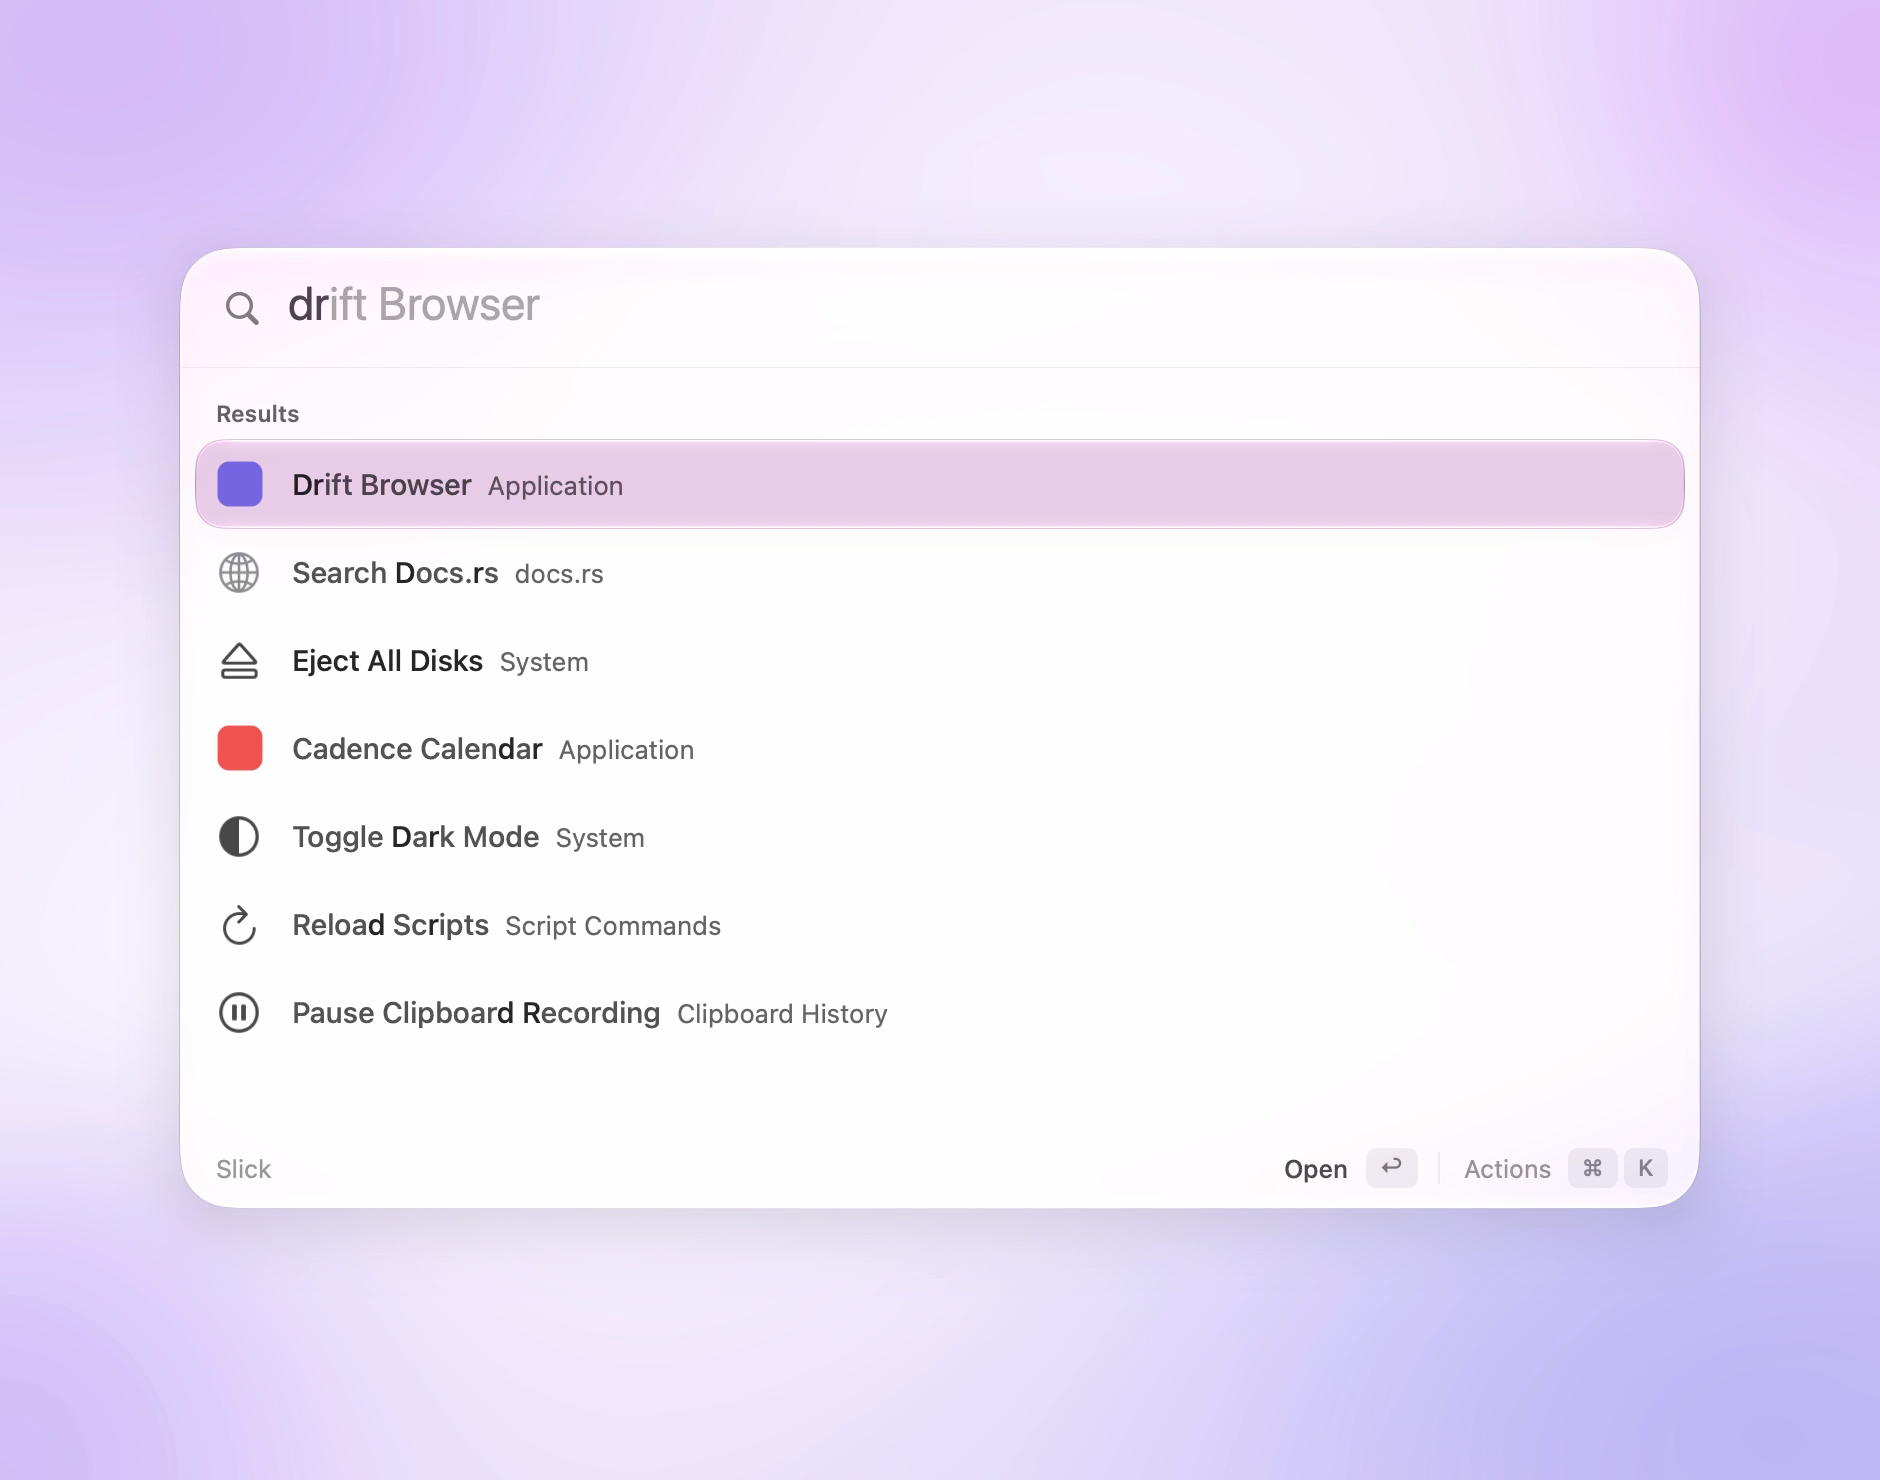 drift Browser
Results
Drift Browser Application
Search Docs.rs docs.rs
Eject All Disks System
Cadence Calendar Application
Toggle Dark Mode System
Reload Scripts Script Commands
Pause Clipboard Recording Clipboard History
Slick Open ↩ Actions ⌘ K